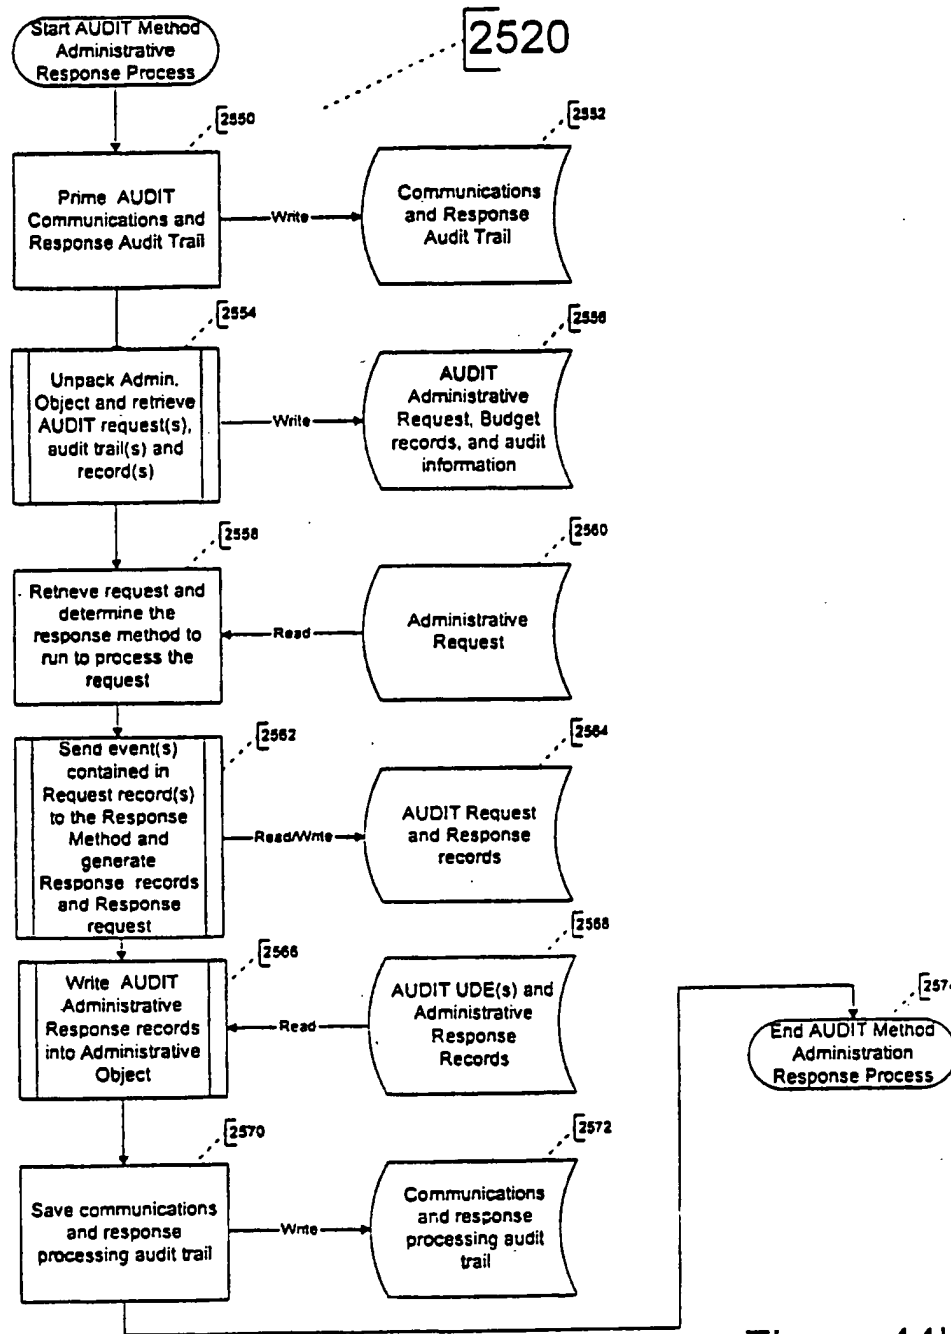 Start AUDIT Method
Administrative
Response Process
2520
2550
Prime AUDIT
Communications and
Response Audit Trail
Write
2552
Communications
and Response
Audit Trail
2554
Unpack Admin.
Object and retrieve
AUDIT request(s),
audit trail(s) and
record(s)
Write
2556
AUDIT
Administrative
Request, Budget
records, and audit
information
2558
Retrieve request and
determine the
response method to
run to process the
request
Read
2560
Administrative
Request
2562
Send event(s)
contained in
Request record(s)
to the Response
Method and
generate
Response records
and Response
request
Read/Write
2564
AUDIT Request
and Response
records
2566
Write AUDIT
Administrative
Response records
into Administrative
Object
Read
2568
AUDIT UDE(s) and
Administrative
Response
Records
2570
Save communications
and response
processing audit trail
Write
2572
Communications
and response
processing audit
trail
2574
End AUDIT Method
Administration
Response Process